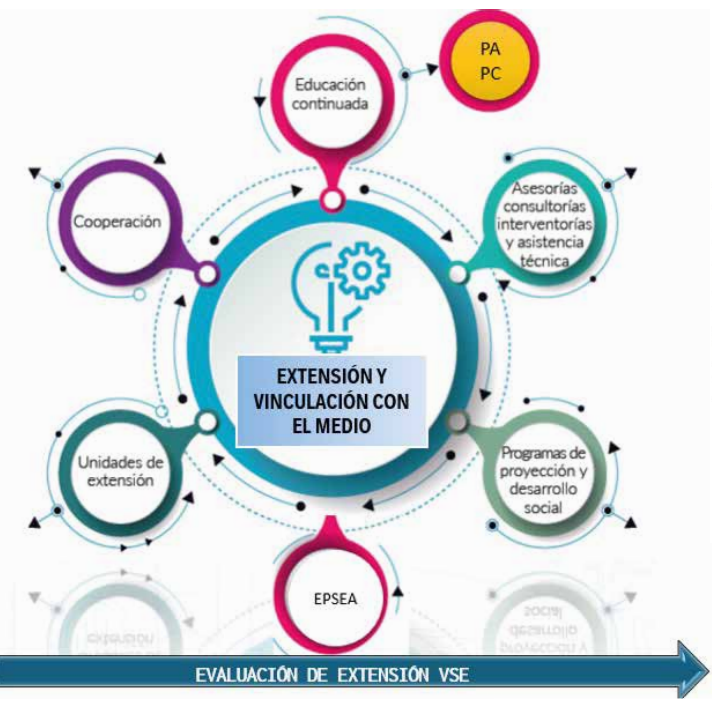 PA
PC
Educación
continuada
Cooperación
Asesorías
consultorías
interventorías
y asistencia
técnica
EXTENSIÓN Y
VINCULACIÓN CON
EL MEDIO
Unidades de
extensión
Programas de
proyección y
desarrollo
social
EPSEA
EVALUACIÓN DE EXTENSIÓN VSE